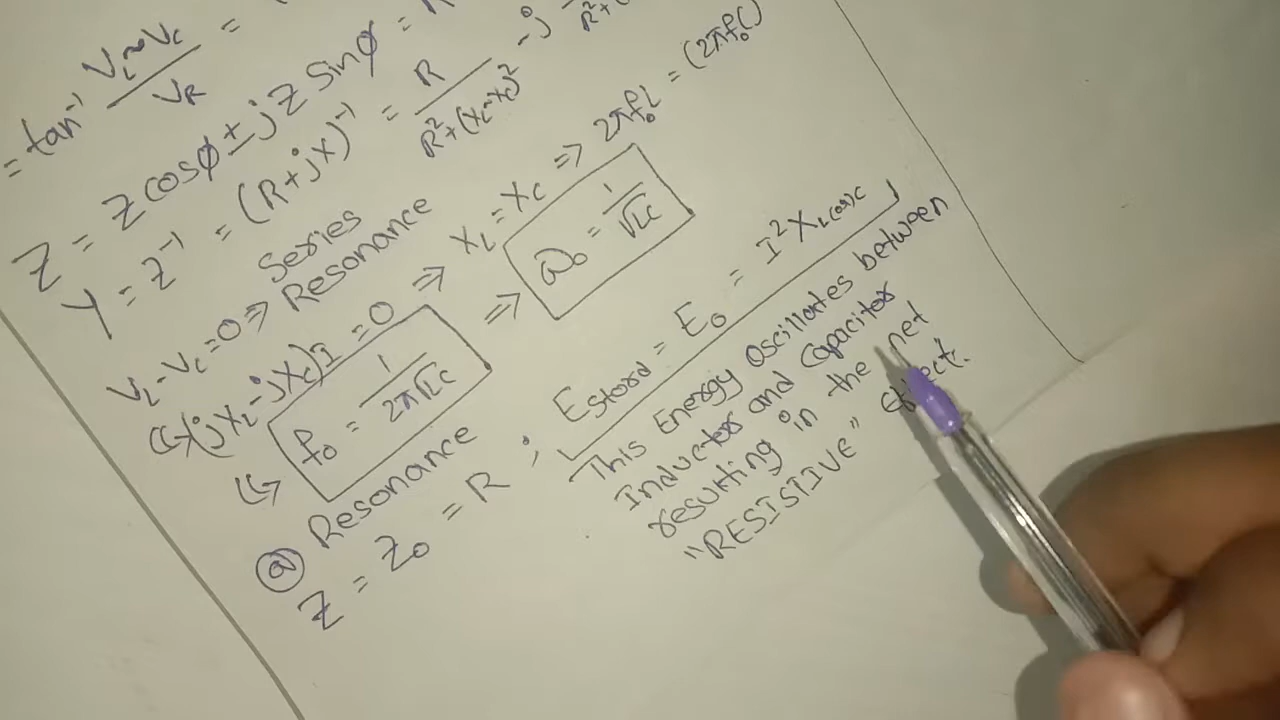 = tan⁻¹ V_L~V_C / V_R =
Z = Z cosφ ± j Z Sinφ = R
Y = Z⁻¹ = (R+jX)⁻¹ = R / R²+(X_L~X_C)² - j / R²+(
V_L - V_C = 0 => Series Resonance
↳ (jX_L - jX_C)I = 0 => X_L = X_C => 2πf₀L = (2πf₀C)
↳ f₀ = 1 / 2π√LC => ω₀ = 1 / √LC
@ Resonance
Z = Z₀ = R ; Estored = E₀ = I² X_L(or)C
This Energy Oscillates between
Inductor and Capacitor
resulting in the net
"RESISTIVE" effect.